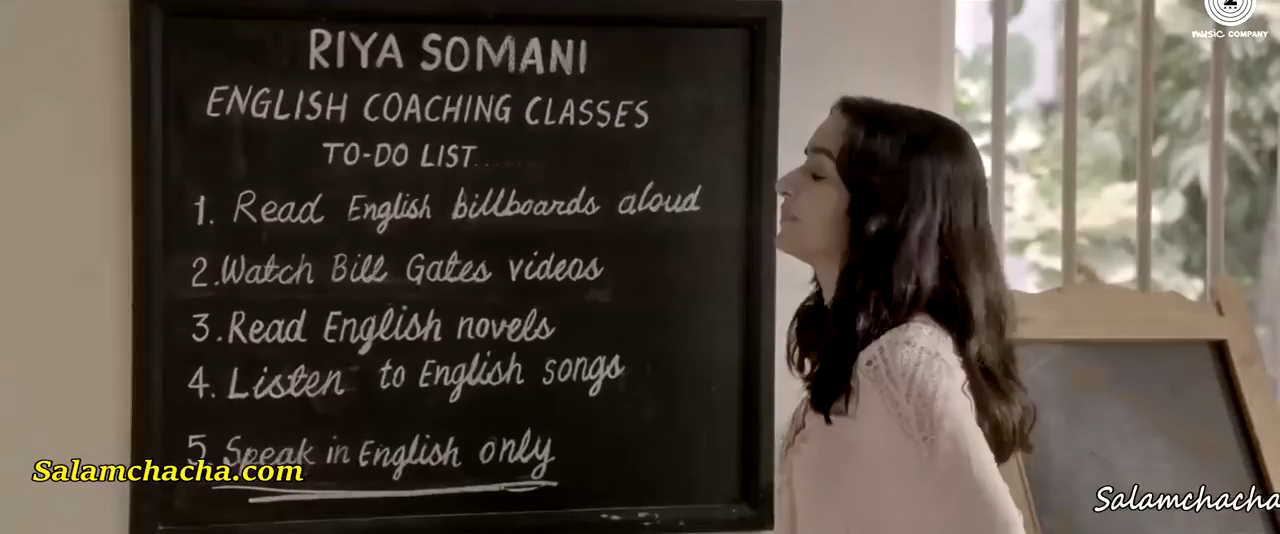 RIYA SOMANI
ENGLISH COACHING CLASSES
TO-DO LIST.....
1. Read English billboards aloud
2. Watch Bill Gates videos
3. Read English novels
4. Listen to English songs
5. Speak in English only
Salamchacha.com
Salamchacha
MUSIC COMPANY